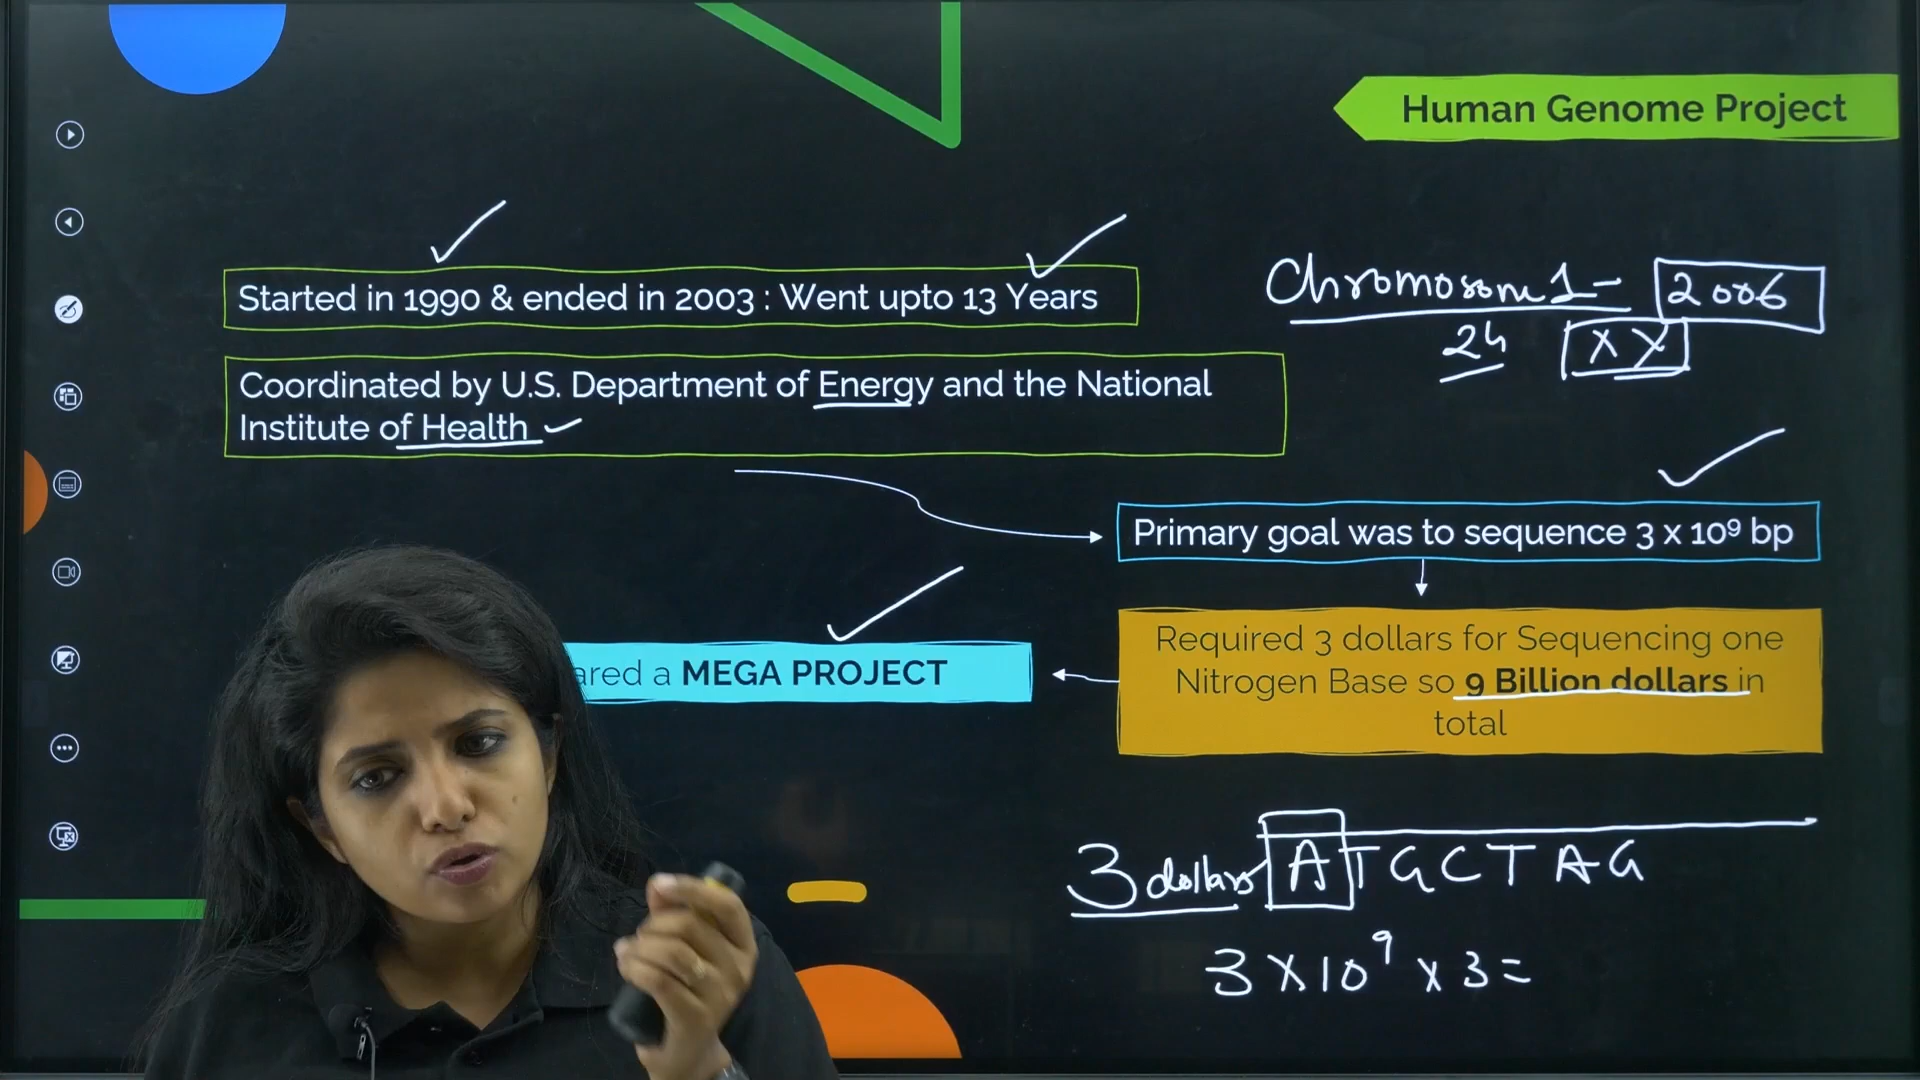 Human Genome Project
Started in 1990 & ended in 2003 : Went upto 13 Years
Chromosome 1 - 2006
24 XY
Coordinated by U.S. Department of Energy and the National
Institute of Health
Primary goal was to sequence 3 x 10⁹ bp
Required 3 dollars for Sequencing one
Nitrogen Base so 9 Billion dollars in
total
ared a MEGA PROJECT
3 dollars A T G C T A G
3 X 10⁹ x 3 =